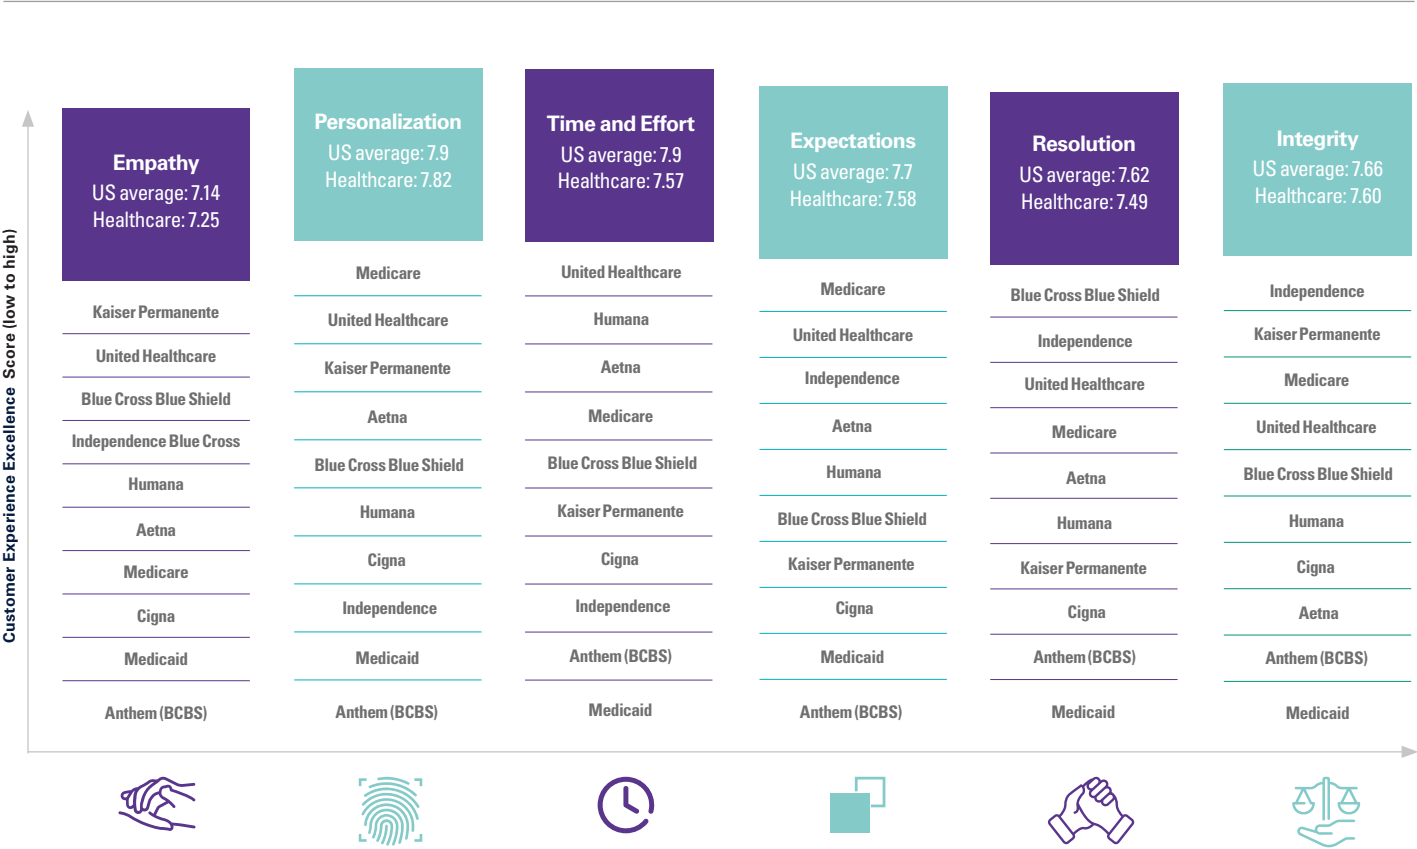 Customer Experience Excellence Score (low to high)
Empathy
US average: 7.14
Healthcare: 7.25
Kaiser Permanente
United Healthcare
Blue Cross Blue Shield
Independence Blue Cross
Humana
Aetna
Medicare
Cigna
Medicaid
Anthem (BCBS)
Personalization
US average: 7.9
Healthcare: 7.82
Medicare
United Healthcare
Kaiser Permanente
Aetna
Blue Cross Blue Shield
Humana
Cigna
Independence
Medicaid
Anthem (BCBS)
Time and Effort
US average: 7.9
Healthcare: 7.57
United Healthcare
Humana
Aetna
Medicare
Blue Cross Blue Shield
Kaiser Permanente
Cigna
Independence
Anthem (BCBS)
Medicaid
Expectations
US average: 7.7
Healthcare: 7.58
Medicare
United Healthcare
Independence
Aetna
Humana
Blue Cross Blue Shield
Kaiser Permanente
Cigna
Medicaid
Anthem (BCBS)
Resolution
US average: 7.62
Healthcare: 7.49
Blue Cross Blue Shield
Independence
United Healthcare
Medicare
Aetna
Humana
Kaiser Permanente
Cigna
Anthem (BCBS)
Medicaid
Integrity
US average: 7.66
Healthcare: 7.60
Independence
Kaiser Permanente
Medicare
United Healthcare
Blue Cross Blue Shield
Humana
Cigna
Aetna
Anthem (BCBS)
Medicaid